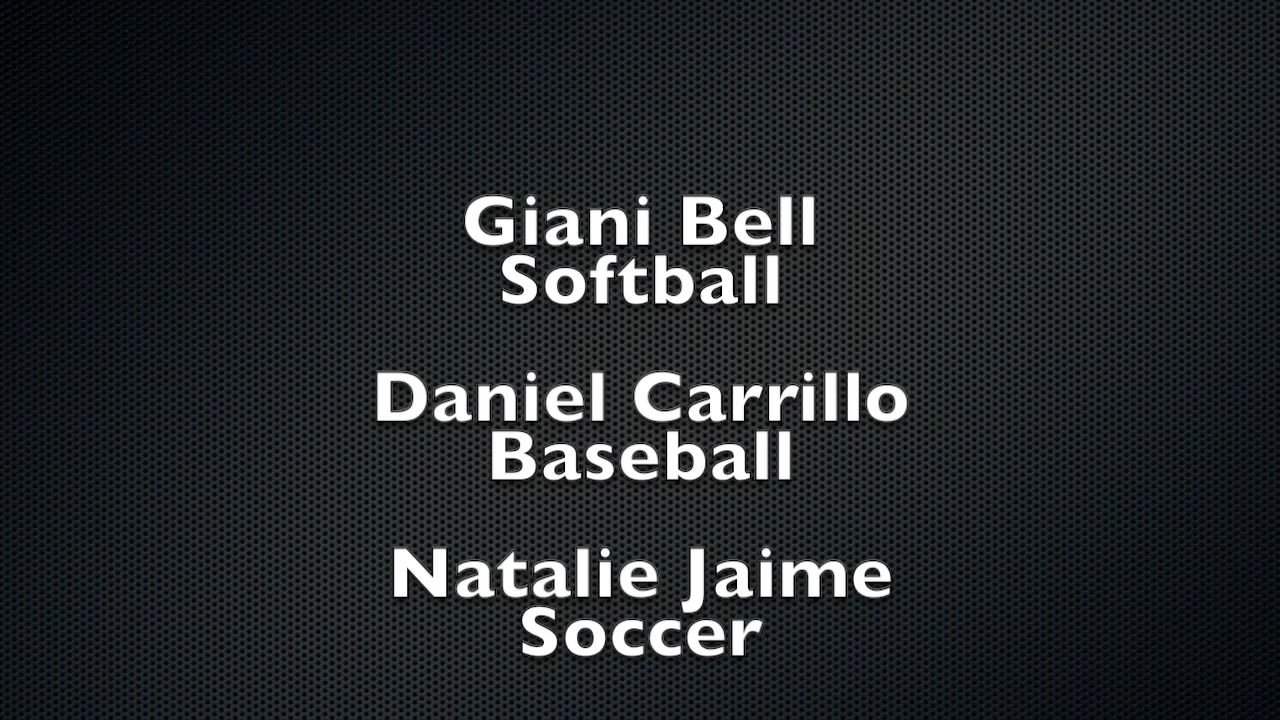 Giani Bell
Softball
Daniel Carrillo
Baseball
Natalie Jaime
Soccer